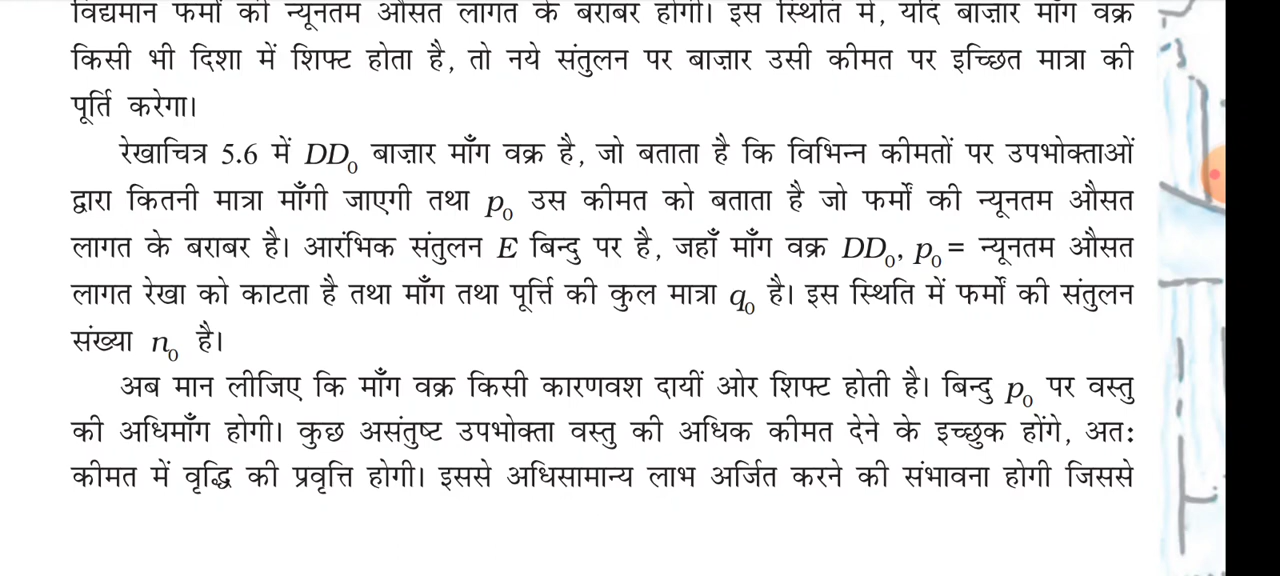 विद्यमान फर्मों की न्यूनतम औसत लागत के बराबर होगी। इस स्थिति में, यदि बाज़ार माँग वक्र
किसी भी दिशा में शिफ्ट होता है, तो नये संतुलन पर बाज़ार उसी कीमत पर इच्छित मात्रा की
पूर्ति करेगा।
रेखाचित्र 5.6 में DD₀ बाज़ार माँग वक्र है, जो बताता है कि विभिन्न कीमतों पर उपभोक्ताओं
द्वारा कितनी मात्रा माँगी जाएगी तथा p₀ उस कीमत को बताता है जो फर्मों की न्यूनतम औसत
लागत के बराबर है। आरंभिक संतुलन E बिन्दु पर है, जहाँ माँग वक्र DD₀, p₀ = न्यूनतम औसत
लागत रेखा को काटता है तथा माँग तथा पूर्त्ति की कुल मात्रा q₀ है। इस स्थिति में फर्मों की संतुलन
संख्या n₀ है।
अब मान लीजिए कि माँग वक्र किसी कारणवश दायीं ओर शिफ्ट होती है। बिन्दु p₀ पर वस्तु
की अधिमाँग होगी। कुछ असंतुष्ट उपभोक्ता वस्तु की अधिक कीमत देने के इच्छुक होंगे, अत:
कीमत में वृद्धि की प्रवृत्ति होगी। इससे अधिसामान्य लाभ अर्जित करने की संभावना होगी जिससे